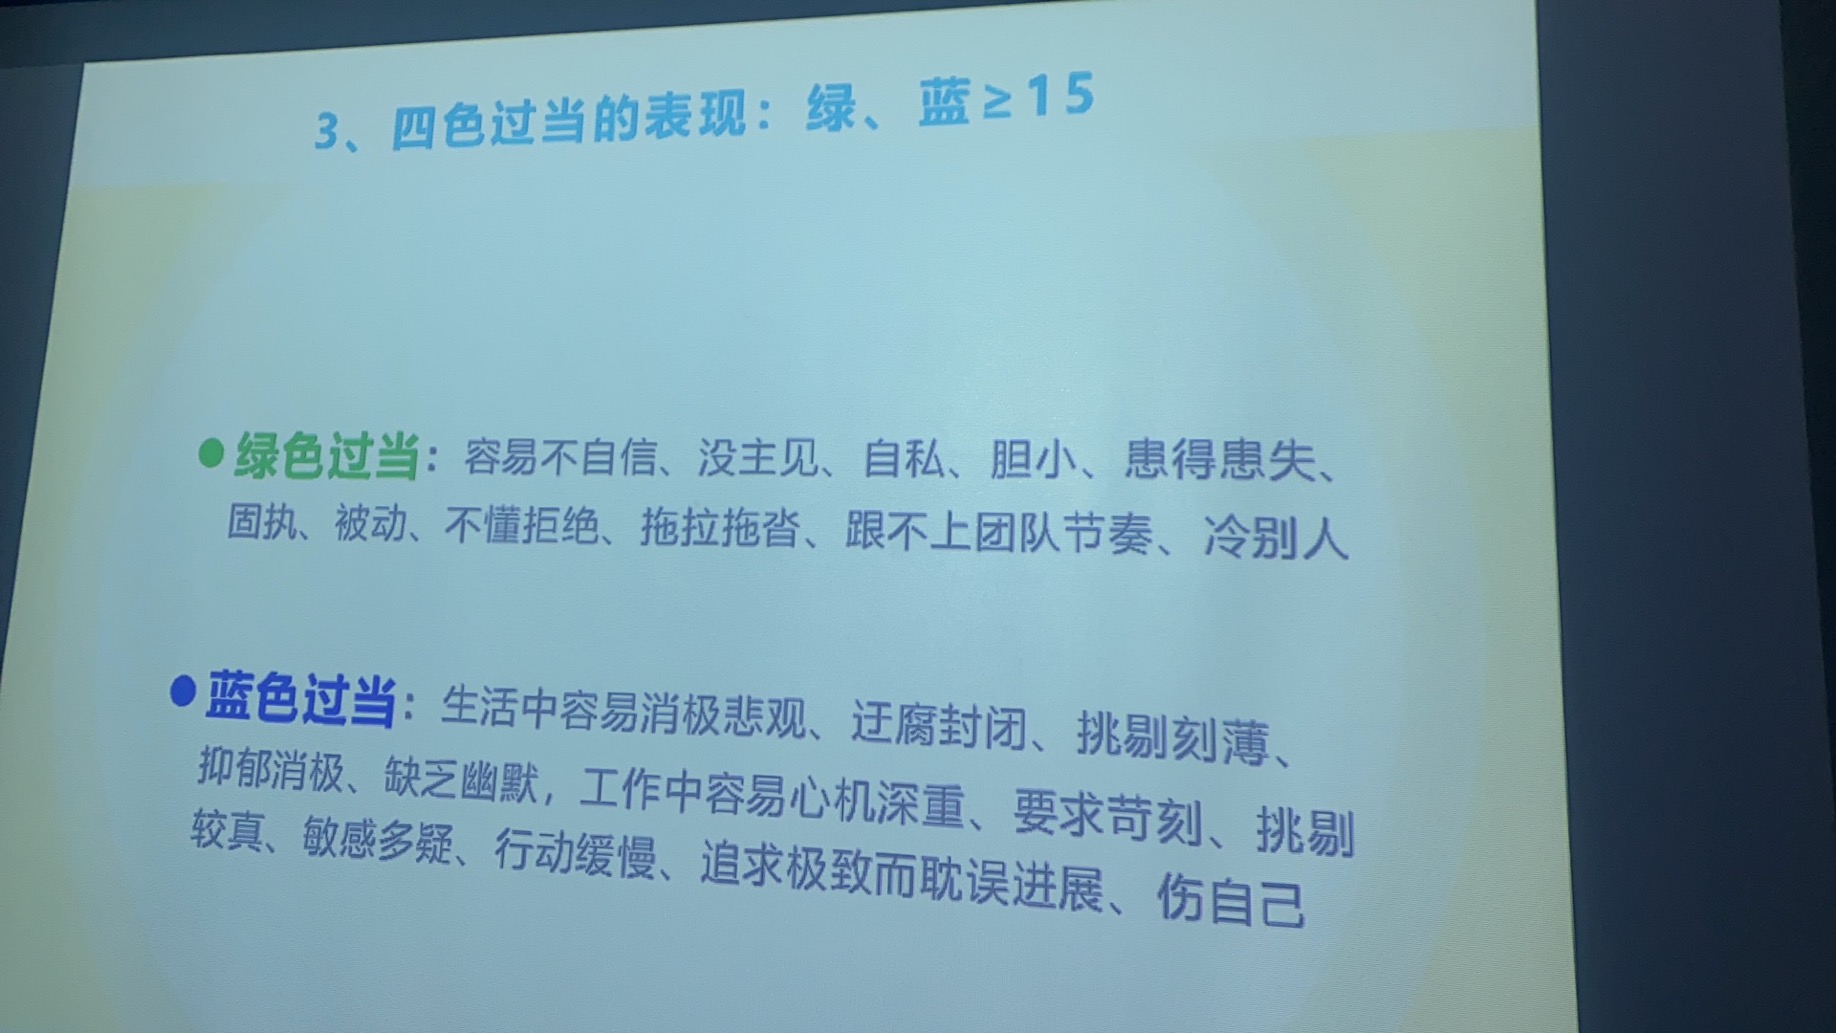 3、四色过当的表现：绿、蓝≥15
●绿色过当：容易不自信、没主见、自私、胆小、患得患失、
固执、被动、不懂拒绝、拖拉拖沓、跟不上团队节奏、冷别人
●蓝色过当：生活中容易消极悲观、迂腐封闭、挑剔刻薄、
抑郁消极、缺乏幽默，工作中容易心机深重、要求苛刻、挑剔
较真、敏感多疑、行动缓慢、追求极致而耽误进展、伤自己